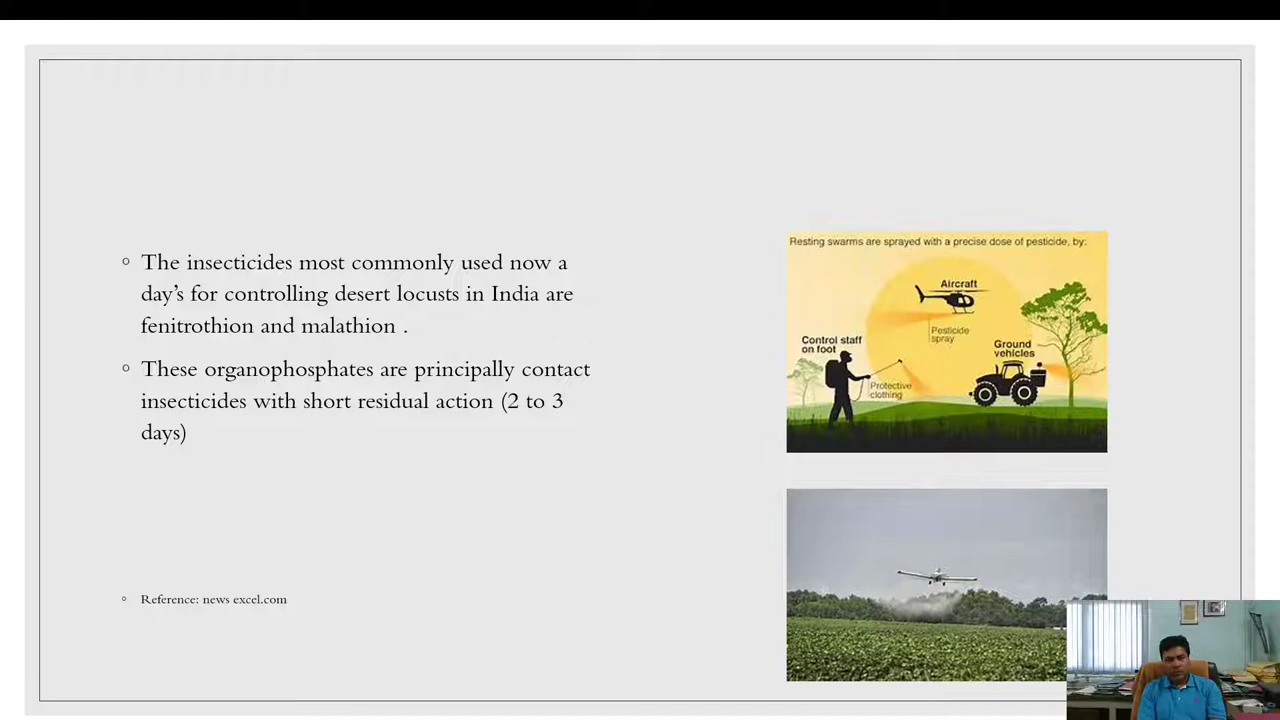 The insecticides most commonly used now a
day’s for controlling desert locusts in India are
fenitrothion and malathion .
These organophosphates are principally contact
insecticides with short residual action (2 to 3
days)
Reference: news excel.com
Resting swarms are sprayed with a precise dose of pesticide, by:
Aircraft
Pesticide
spray
Control staff
on foot
Ground
vehicles
Protective
clothing